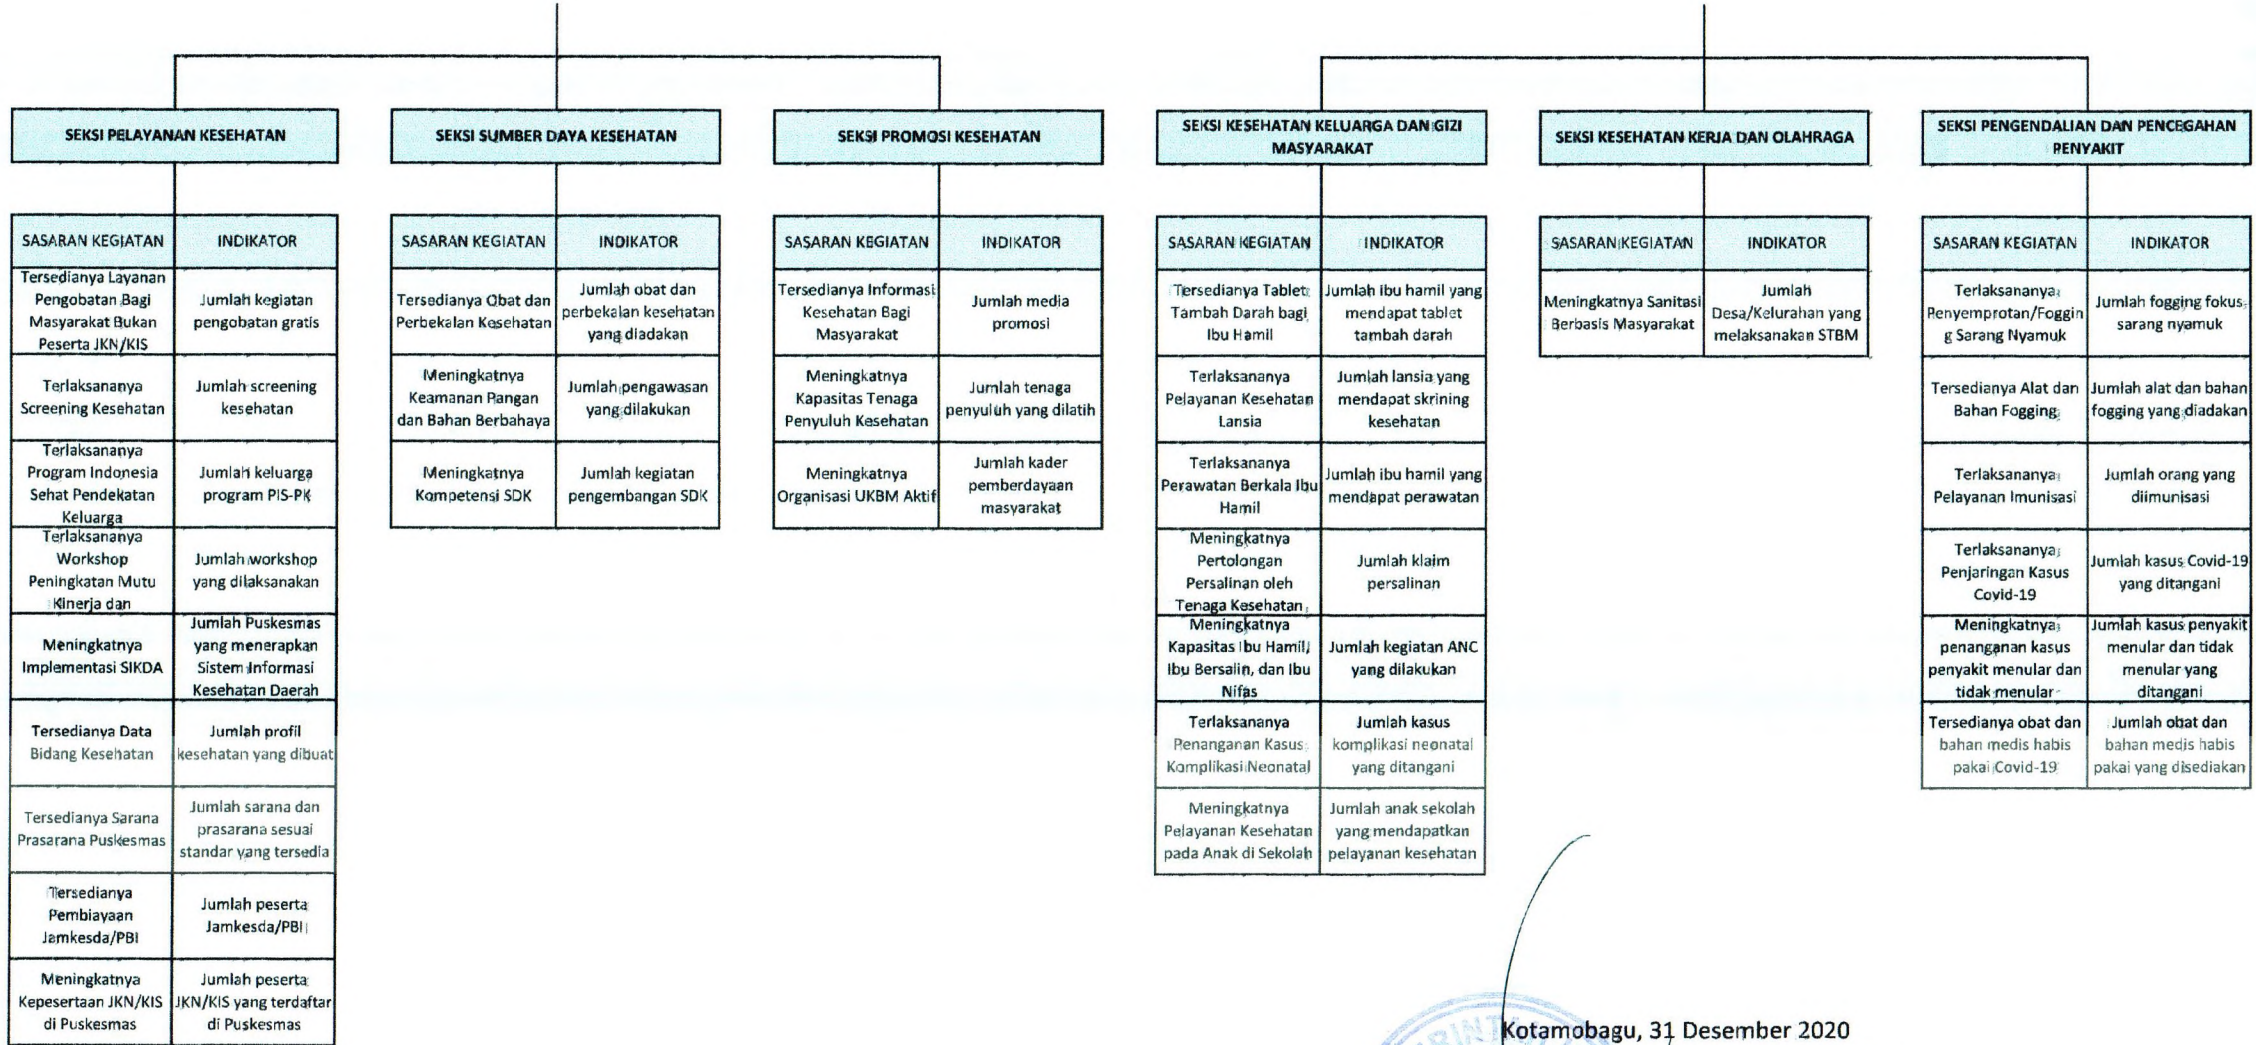 SEKSI PELAYANAN KESEHATAN
SASARAN KEGIATAN
INDIKATOR
Tersedianya Layanan
Pengobatan Bagi
Masyarakat Bukan
Peserta JKN/KIS
Jumlah kegiatan
pengobatan gratis
Terlaksananya
Screening Kesehatan
Jumlah screening
kesehatan
Terlaksananya
Program Indonesia
Sehat Pendekatan
Keluarga
Jumlah keluarga
program PIS-PK
Terlaksananya
Workshop
Peningkatan Mutu
Kinerja dan
Jumlah workshop
yang dilaksanakan
Meningkatnya
Implementasi SIKDA
Jumlah Puskesmas
yang menerapkan
Sistem Informasi
Kesehatan Daerah
Tersedianya Data
Bidang Kesehatan
Jumlah profil
kesehatan yang dibuat
Tersedianya Sarana
Prasarana Puskesmas
Jumlah sarana dan
prasarana sesuai
standar yang tersedia
Tersedianya
Pembiayaan
Jamkesda/PBI
Jumlah peserta
Jamkesda/PBI
Meningkatnya
Kepesertaan JKN/KIS
di Puskesmas
Jumlah peserta
JKN/KIS yang terdaftar
di Puskesmas
SEKSI SUMBER DAYA KESEHATAN
SASARAN KEGIATAN
INDIKATOR
Tersedianya Obat dan
Perbekalan Kesehatan
Jumlah obat dan
perbekalan kesehatan
yang diadakan
Meningkatnya
Keamanan Pangan
dan Bahan Berbahaya
Jumlah pengawasan
yang dilakukan
Meningkatnya
Kompetensi SDK
Jumlah kegiatan
pengembangan SDK
SEKSI PROMOSI KESEHATAN
SASARAN KEGIATAN
INDIKATOR
Tersedianya Informasi
Kesehatan Bagi
Masyarakat
Jumlah media
promosi
Meningkatnya
Kapasitas Tenaga
Penyuluh Kesehatan
Jumlah tenaga
penyuluh yang dilatih
Meningkatnya
Organisasi UKBM Aktif
Jumlah kader
pemberdayaan
masyarakat
SEKSI KESEHATAN KELUARGA DAN GIZI
MASYARAKAT
SASARAN KEGIATAN
INDIKATOR
Tersedianya Tablet
Tambah Darah bagi
Ibu Hamil
Jumlah ibu hamil yang
mendapat tablet
tambah darah
Terlaksananya
Pelayanan Kesehatan
Lansia
Jumlah lansia yang
mendapat skrining
kesehatan
Terlaksananya
Perawatan Berkala Ibu
Hamil
Jumlah ibu hamil yang
mendapat perawatan
Meningkatnya
Pertolongan
Persalinan oleh
Tenaga Kesehatan
Jumlah klaim
persalinan
Meningkatnya
Kapasitas Ibu Hamil,
Ibu Bersalin, dan Ibu
Nifas
Jumlah kegiatan ANC
yang dilakukan
Terlaksananya
Penanganan Kasus
Komplikasi Neonatal
Jumlah kasus
komplikasi neonatal
yang ditangani
Meningkatnya
Pelayanan Kesehatan
pada Anak di Sekolah
Jumlah anak sekolah
yang mendapatkan
pelayanan kesehatan
SEKSI KESEHATAN KERJA DAN OLAHRAGA
SASARAN KEGIATAN
INDIKATOR
Meningkatnya Sanitasi
Berbasis Masyarakat
Jumlah
Desa/Kelurahan yang
melaksanakan STBM
SEKSI PENGENDALIAN DAN PENCEGAHAN
PENYAKIT
SASARAN KEGIATAN
INDIKATOR
Terlaksananya
Penyemprotan/Foggin
g Sarang Nyamuk
Jumlah fogging fokus
sarang nyamuk
Tersedianya Alat dan
Bahan Fogging
Jumlah alat dan bahan
fogging yang diadakan
Terlaksananya
Pelayanan Imunisasi
Jumlah orang yang
diimunisasi
Terlaksananya
Penjaringan Kasus
Covid-19
Jumlah kasus Covid-19
yang ditangani
Meningkatnya
penanganan kasus
penyakit menular dan
tidak menular
Jumlah kasus penyakit
menular dan tidak
menular yang
ditangani
Tersedianya obat dan
bahan medis habis
pakai Covid-19
Jumlah obat dan
bahan medis habis
pakai yang disediakan
Kotamobagu, 31 Desember 2020